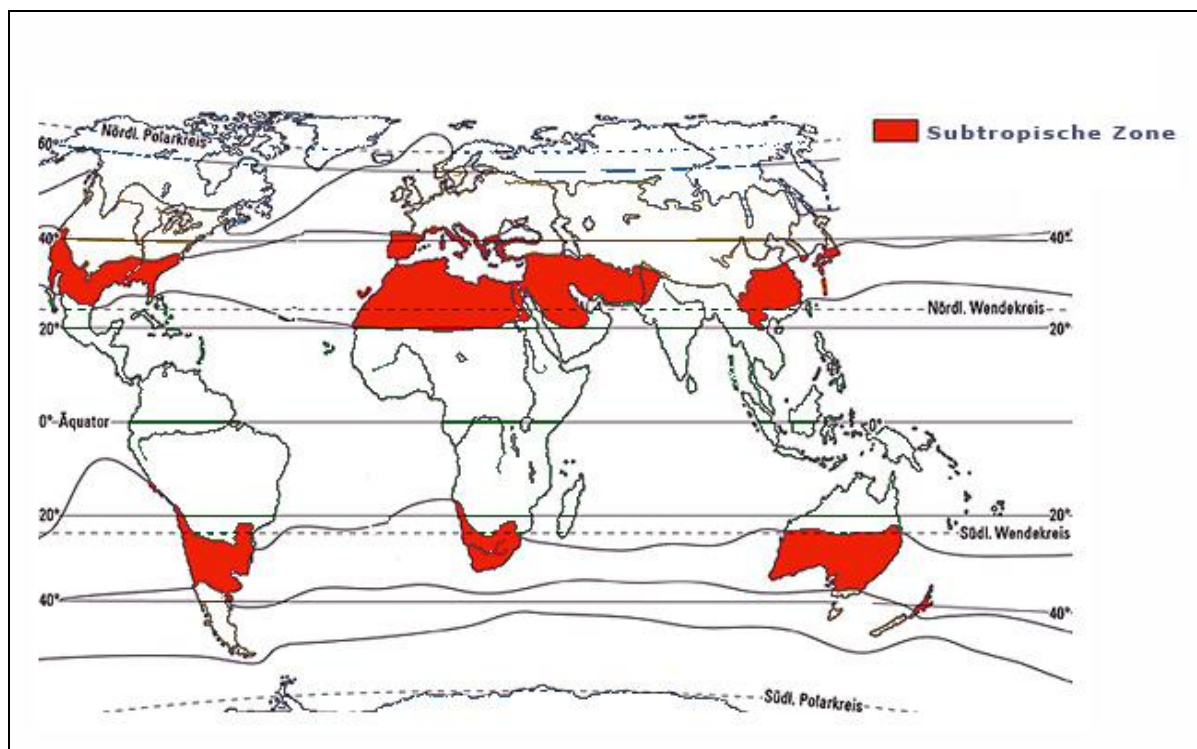 Nördl. Polarkreis
60°
Subtropische Zone
40°
40°
Nördl. Wendekreis
20°
20°
0°
Äquator
0°
20°
20°
Südl. Wendekreis
40°
40°
Südl. Polarkreis